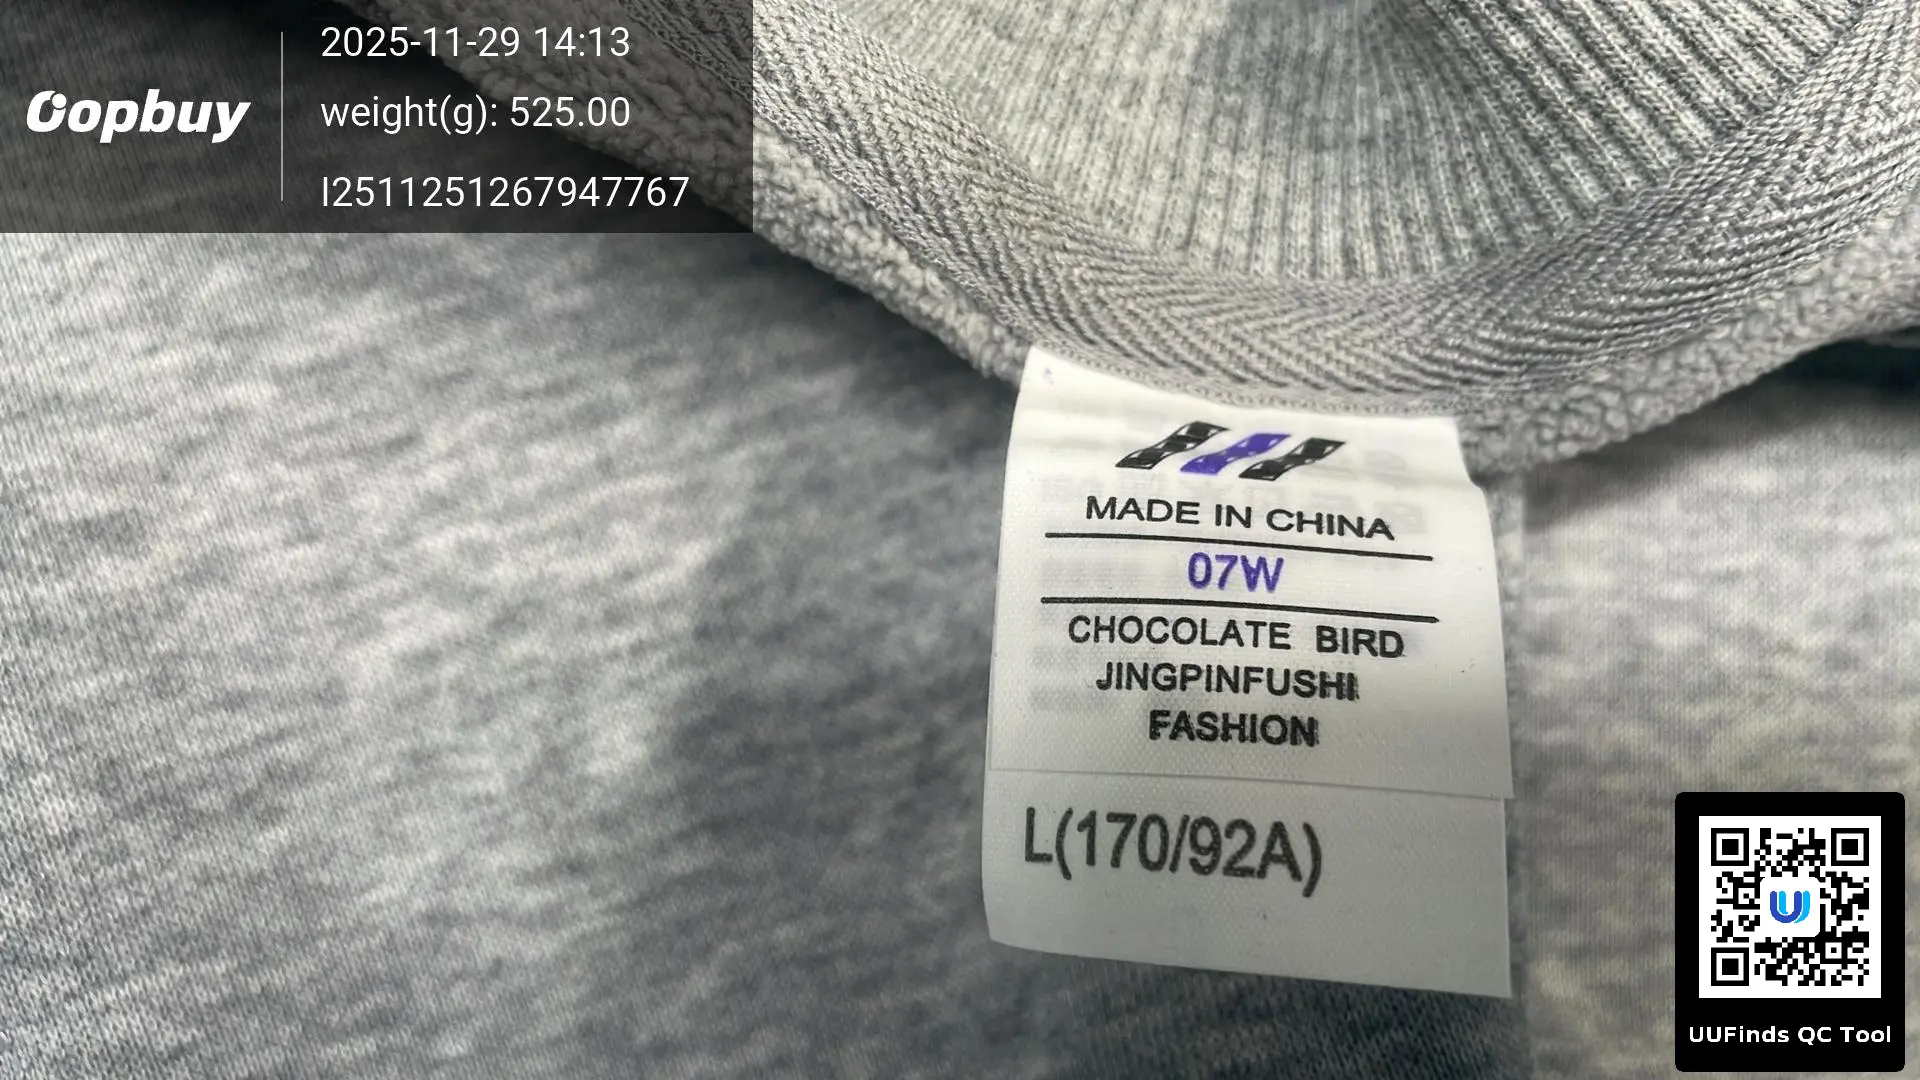 Oopbuy
2025-11-29 14:13
weight(g): 525.00
I2511251267947767
MADE IN CHINA
07W
CHOCOLATE BIRD
JINGPINFUSHI
FASHION
L(170/92A)
UUFinds QC Tool